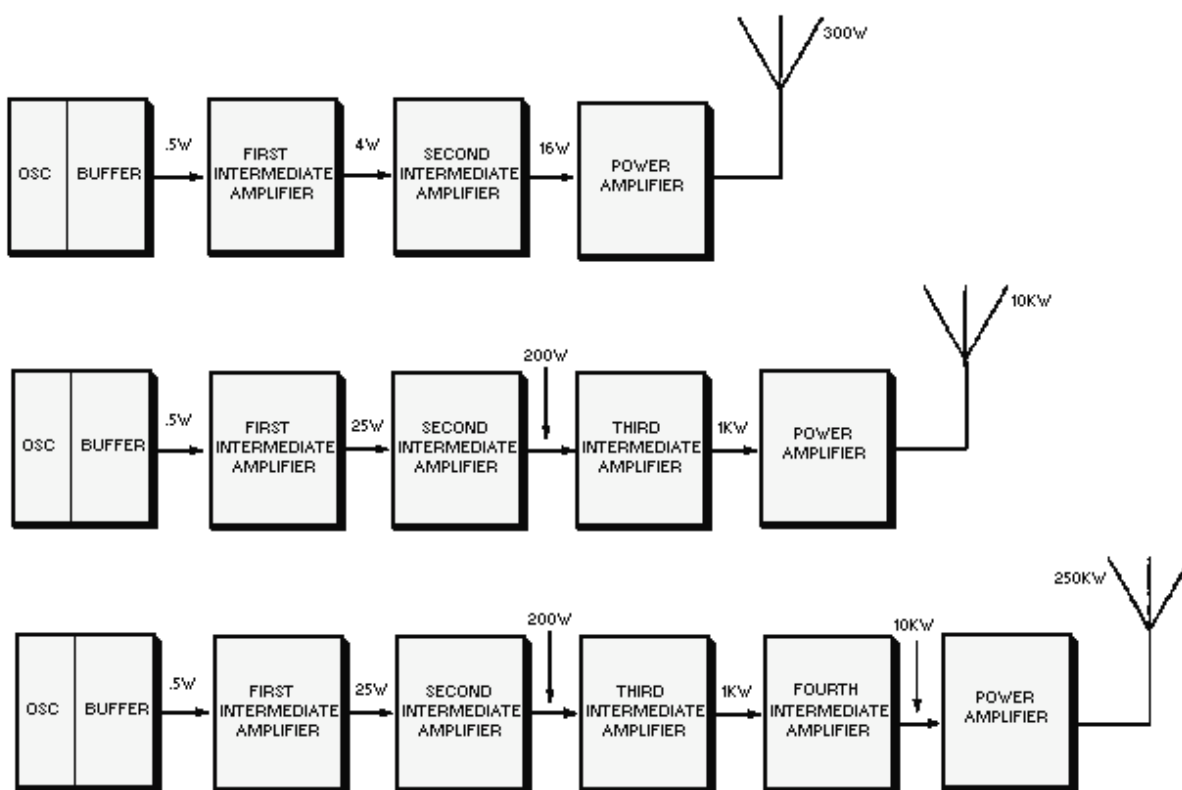 300W
.5W
4W
16W
OSC
BUFFER
FIRST
INTERMEDIATE
AMPLIFIER
SECOND
INTERMEDIATE
AMPLIFIER
POWER
AMPLIFIER
10KW
200W
.5W
25W
1KW
OSC
BUFFER
FIRST
INTERMEDIATE
AMPLIFIER
SECOND
INTERMEDIATE
AMPLIFIER
THIRD
INTERMEDIATE
AMPLIFIER
POWER
AMPLIFIER
250KW
200W
10KW
.5W
25W
1KW
OSC
BUFFER
FIRST
INTERMEDIATE
AMPLIFIER
SECOND
INTERMEDIATE
AMPLIFIER
THIRD
INTERMEDIATE
AMPLIFIER
FOURTH
INTERMEDIATE
AMPLIFIER
POWER
AMPLIFIER